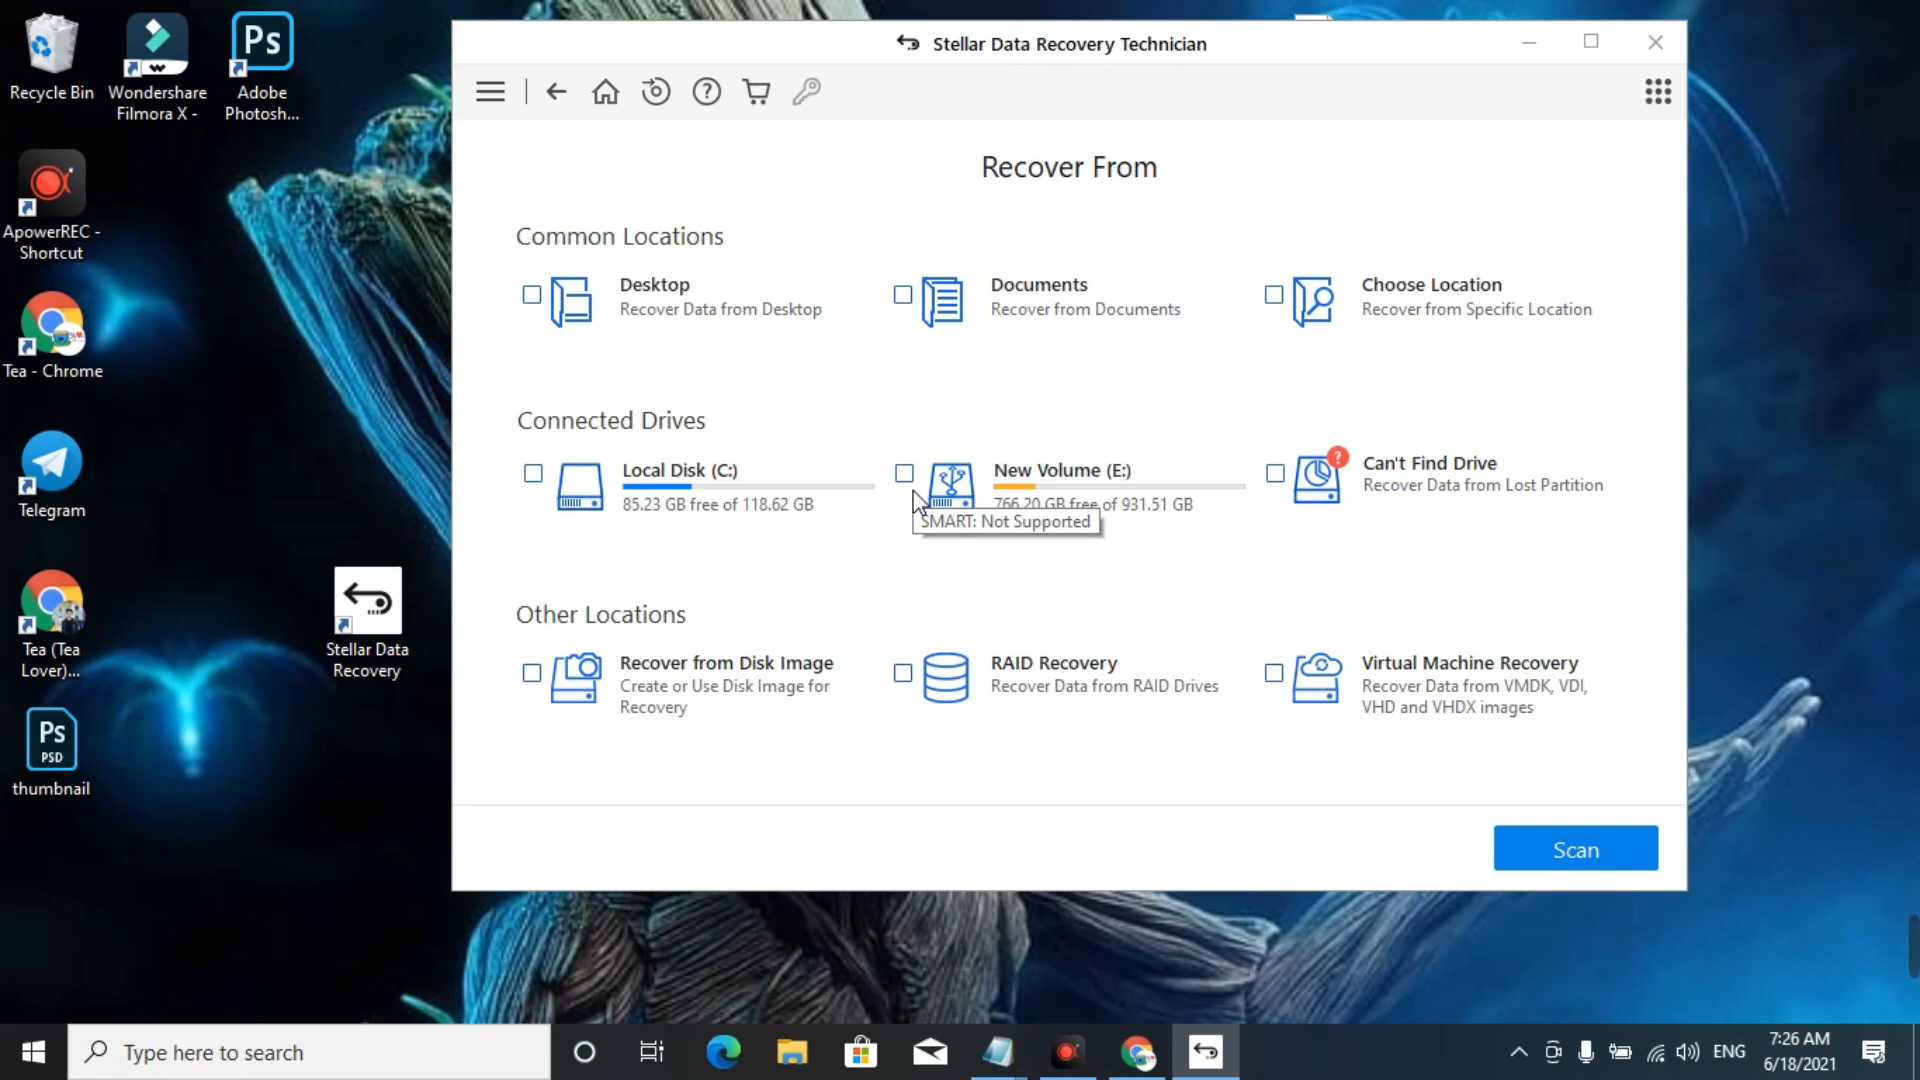 Recycle Bin
Wondershare
Filmora X -
Ps
Adobe
Photosh...
ApowerREC -
Shortcut
Tea - Chrome
Telegram
Tea (Tea
Lover)...
Ps
PSD
thumbnail
Stellar Data
Recovery
Stellar Data Recovery Technician
Recover From
Common Locations
Desktop
Recover Data from Desktop
Documents
Recover from Documents
Choose Location
Recover from Specific Location
Connected Drives
Local Disk (C:)
85.23 GB free of 118.62 GB
New Volume (E:)
766.20 GB free of 931.51 GB
SMART: Not Supported
?
Can't Find Drive
Recover Data from Lost Partition
Other Locations
Recover from Disk Image
Create or Use Disk Image for
Recovery
RAID Recovery
Recover Data from RAID Drives
Virtual Machine Recovery
Recover Data from VMDK, VDI,
VHD and VHDX images
Scan
Type here to search
ENG
7:26 AM
6/18/2021